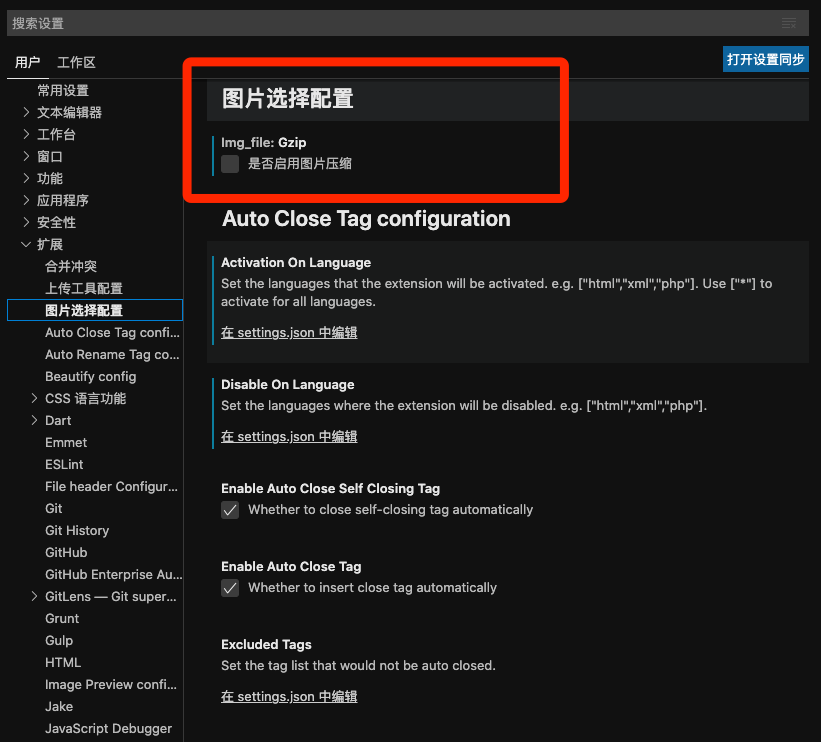 搜索设置
用户
工作区
打开设置同步
常用设置
文本编辑器
工作台
窗口
功能
应用程序
安全性
扩展
合并冲突
上传工具配置
图片选择配置
Auto Close Tag confi...
Auto Rename Tag co...
Beautify config
CSS 语言功能
Dart
Emmet
ESLint
File header Configur...
Git
Git History
GitHub
GitHub Enterprise Au...
GitLens — Git super...
Grunt
Gulp
HTML
Image Preview confi...
Jake
JavaScript Debugger
图片选择配置
Img_file: Gzip
是否启用图片压缩
Auto Close Tag configuration
Activation On Language
Set the languages that the extension will be activated. e.g. ["html","xml","php"]. Use ["*"] to
activate for all languages.
在 settings.json 中编辑
Disable On Language
Set the languages where the extension will be disabled. e.g. ["html","xml","php"].
在 settings.json 中编辑
Enable Auto Close Self Closing Tag
Whether to close self-closing tag automatically
Enable Auto Close Tag
Whether to insert close tag automatically
Excluded Tags
Set the tag list that would not be auto closed.
在 settings.json 中编辑